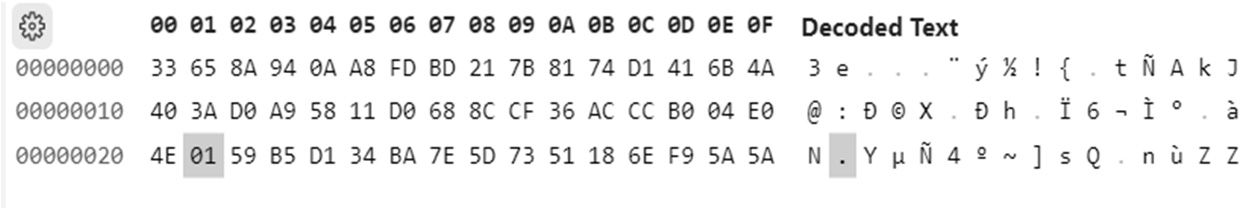 00 01 02 03 04 05 06 07 08 09 0A 0B 0C 0D 0E 0F Decoded Text
00000000 33 65 8A 94 0A A8 FD BD 21 7B 81 74 D1 41 6B 4A 3 e . . . ¨ ý ½ ! { . t Ñ A k J
00000010 40 3A D0 A9 58 11 D0 68 8C CF 36 AC CC B0 04 E0 @ : Ð © X . Ð h . Ï 6 ¬ Ì ° . à
00000020 4E 01 59 B5 D1 34 BA 7E 5D 73 51 18 6E F9 5A 5A N . Y µ Ñ 4 º ~ ] s Q . n ù Z Z